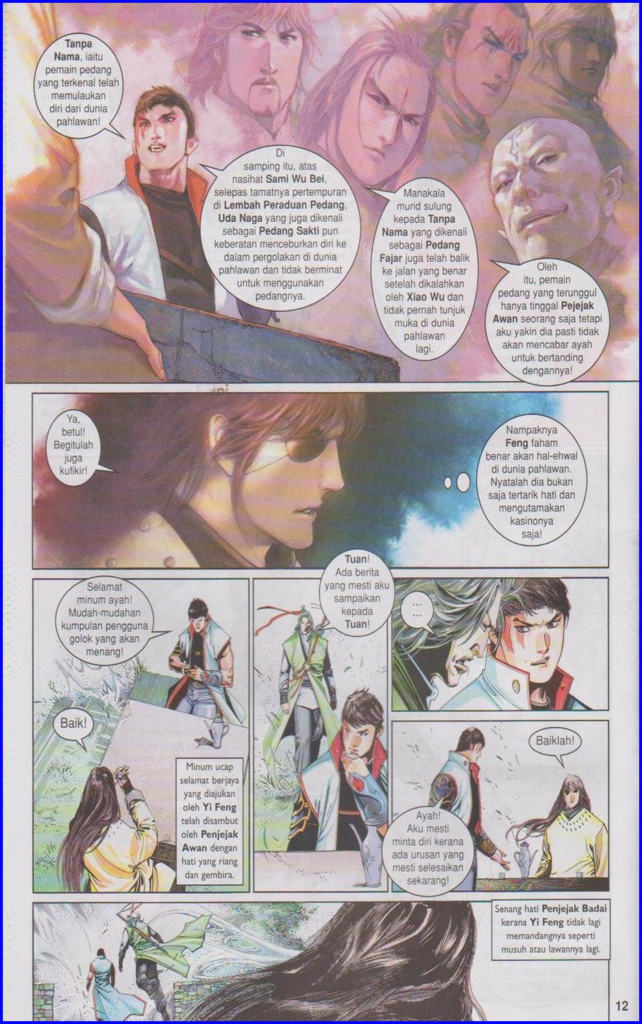 Tanpa
Nama, iaitu
pemain pedang
yang terkenal telah
memulaukan
diri dari dunia
pahlawan!
Di
samping itu, atas
nasihat Sami Wu Bei,
selepas tamatnya pertempuran
di Lembah Peraduan Pedang,
Uda Naga yang juga dikenali
sebagai Pedang Sakti pun
keberatan menceburkan diri ke
dalam pergolakan di dunia
pahlawan dan tidak berminat
untuk menggunakan
pedangnya.
Manakala
murid sulung
kepada Tanpa
Nama yang dikenali
sebagai Pedang
Fajar juga telah balik
ke jalan yang benar
setelah dikalahkan
oleh Xiao Wu dan
tidak pernah tunjuk
muka di dunia
pahlawan
lagi.
Oleh
itu, pemain
pedang yang terunggul
hanya tinggal Pejejak
Awan seorang saja tetapi
aku yakin dia pasti tidak
akan mencabar ayah
untuk bertanding
dengannya!
Ya,
betul!
Begitulah
juga
kufikir!
Nampaknya
Feng faham
benar akan hal-ehwal
di dunia pahlawan.
Nyatalah dia bukan
saja tertarik hati dan
mengutamakan
kasinonya
saja!
Selamat
minum ayah!
Mudah-mudahan
kumpulan pengguna
golok yang akan
menang!
Baik!
Minum ucap
selamat berjaya
yang diajukan
oleh Yi Feng
telah disambut
oleh Penjejak
Awan dengan
hati yang riang
dan gembira.
Tuan!
Ada berita
yang mesti aku
sampaikan
kepada
Tuan!
...
...
Baiklah!
Ayah!
Aku mesti
minta diri kerana
ada urusan yang
mesti selesaikan
sekarang!
Senang hati Penjejak Badai
kerana Yi Feng tidak lagi
memandangnya seperti
musuh atau lawannya lagi.
12